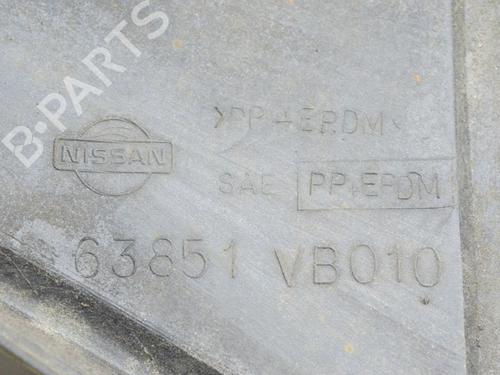 B-PARTS
>PP+EPDM<
NISSAN
SAE PP+EPDM
63851 VB010